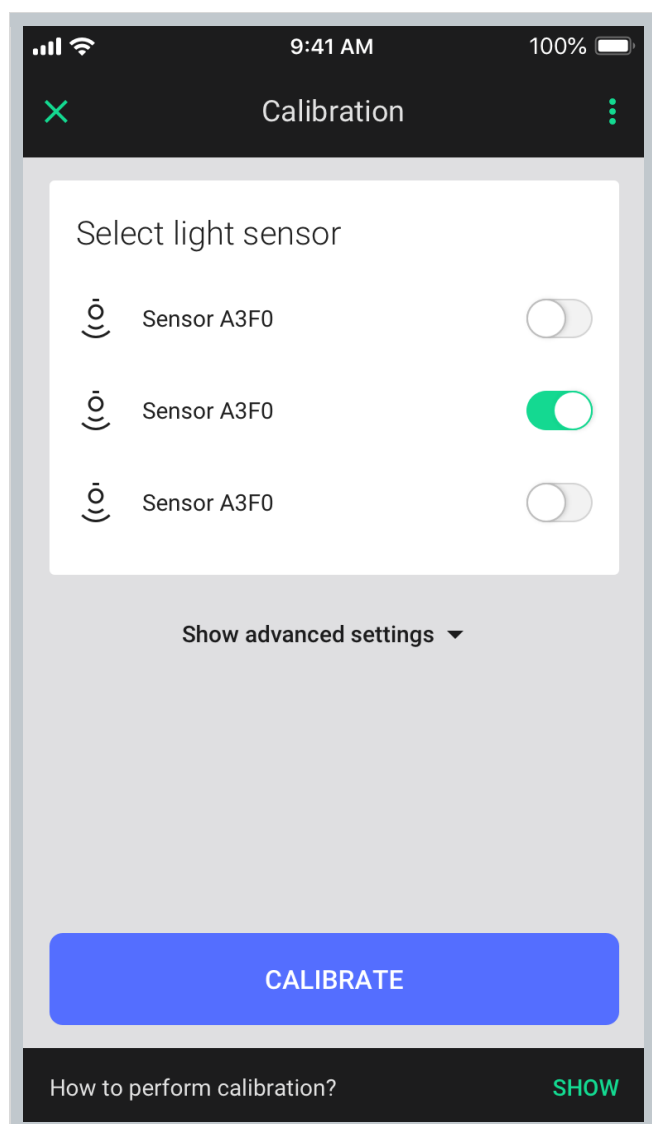 9:41 AM 100%
Calibration
Select light sensor
Sensor A3F0
Sensor A3F0
Sensor A3F0
Show advanced settings
CALIBRATE
How to perform calibration? SHOW